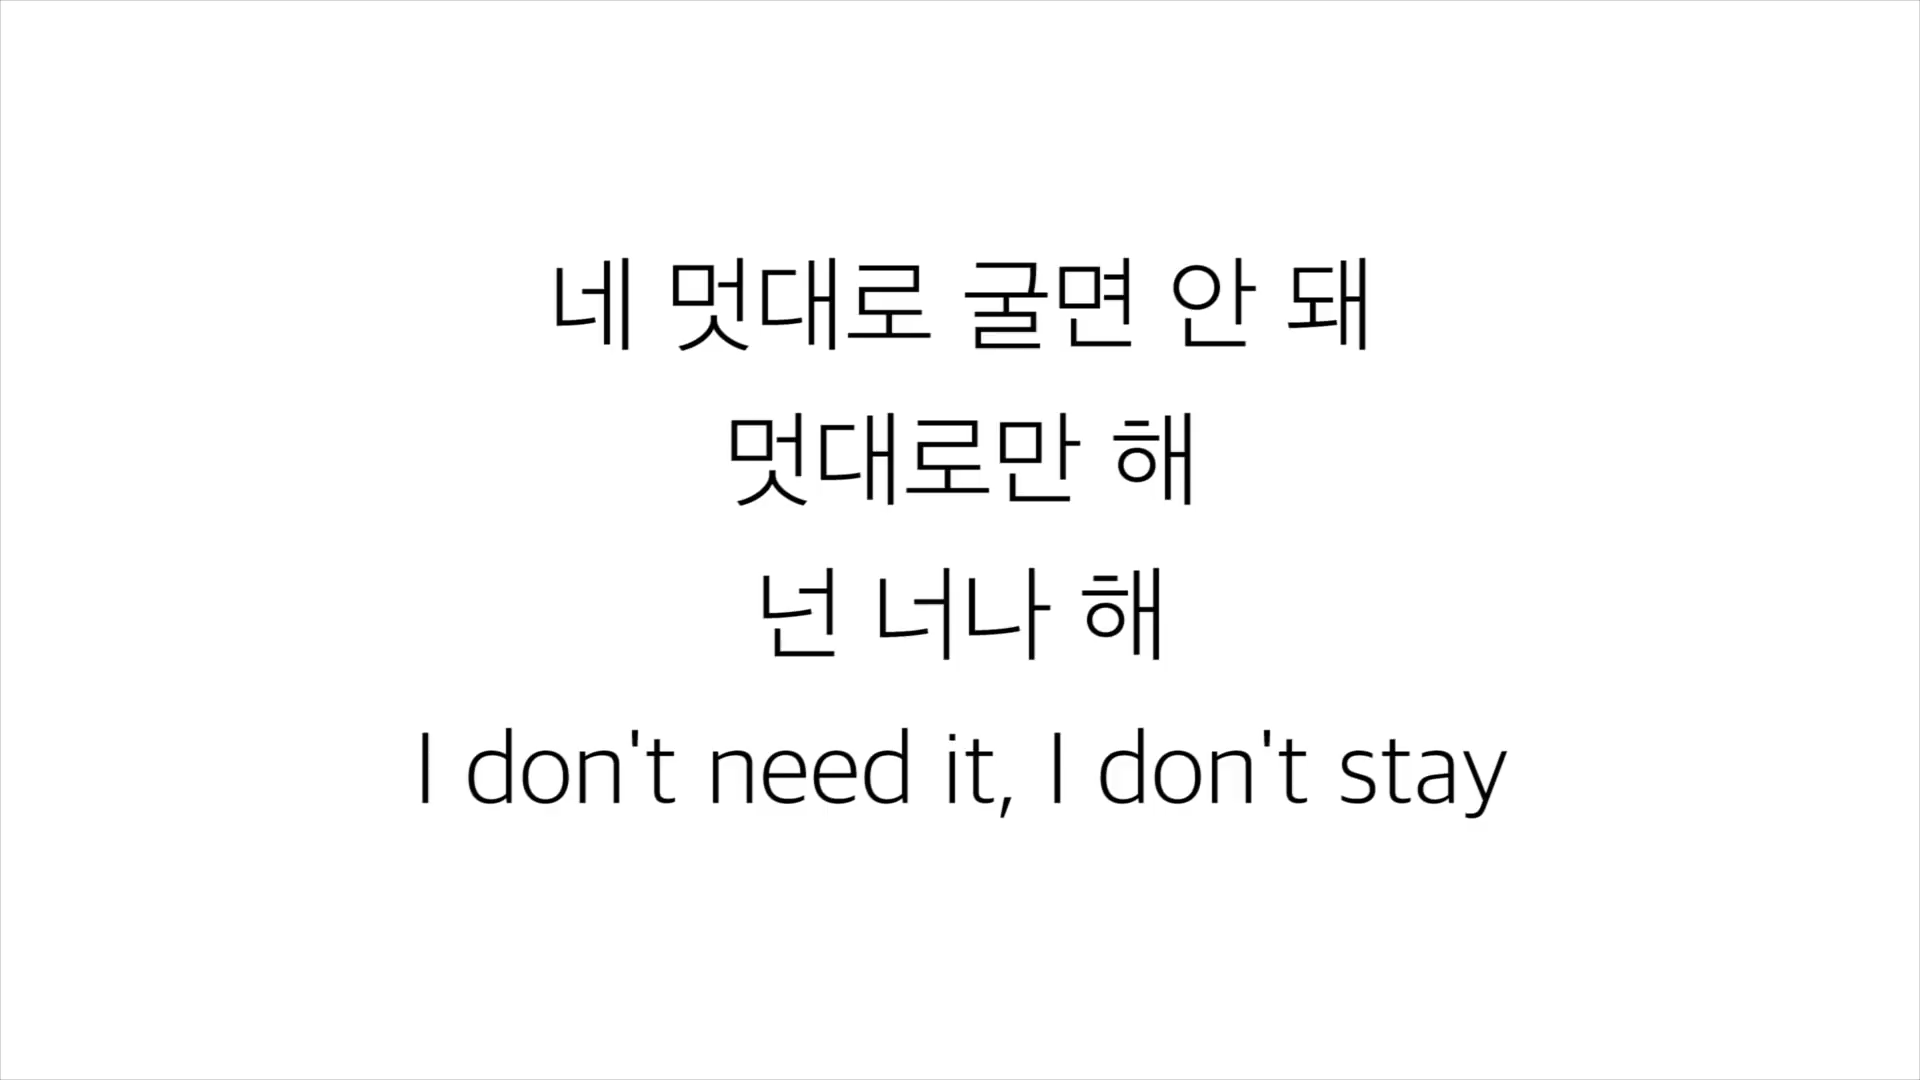 네 멋대로 굴면 안 돼
멋대로만 해
넌 너나 해
I don't need it, I don't stay